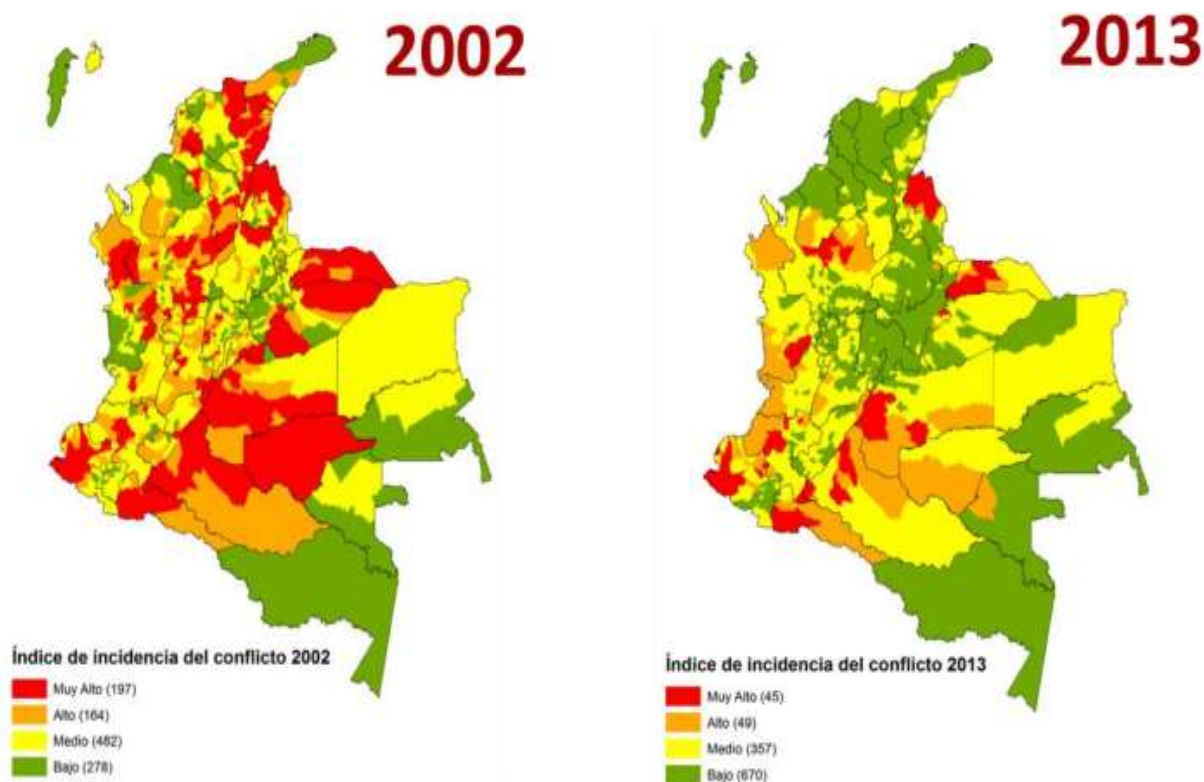 2002
2013
Índice de incidencia del conflicto 2002
Muy Alto (197)
Alto (164)
Medio (482)
Bajo (278)
Índice de incidencia del conflicto 2013
Muy Alto (45)
Alto (49)
Medio (357)
Bajo (670)